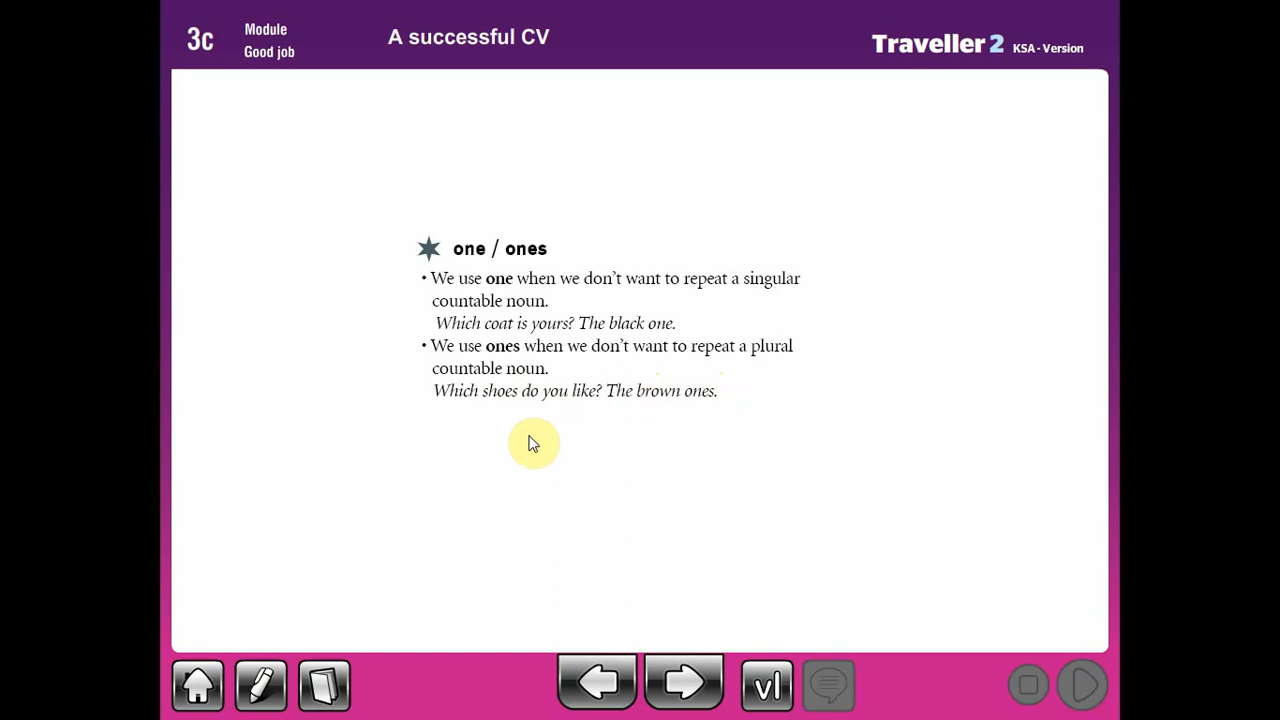 3c
Module
Good job
A successful CV
Traveller 2 KSA - Version
one / ones
• We use one when we don't want to repeat a singular
countable noun.
Which coat is yours? The black one.
• We use ones when we don't want to repeat a plural
countable noun.
Which shoes do you like? The brown ones.
vl